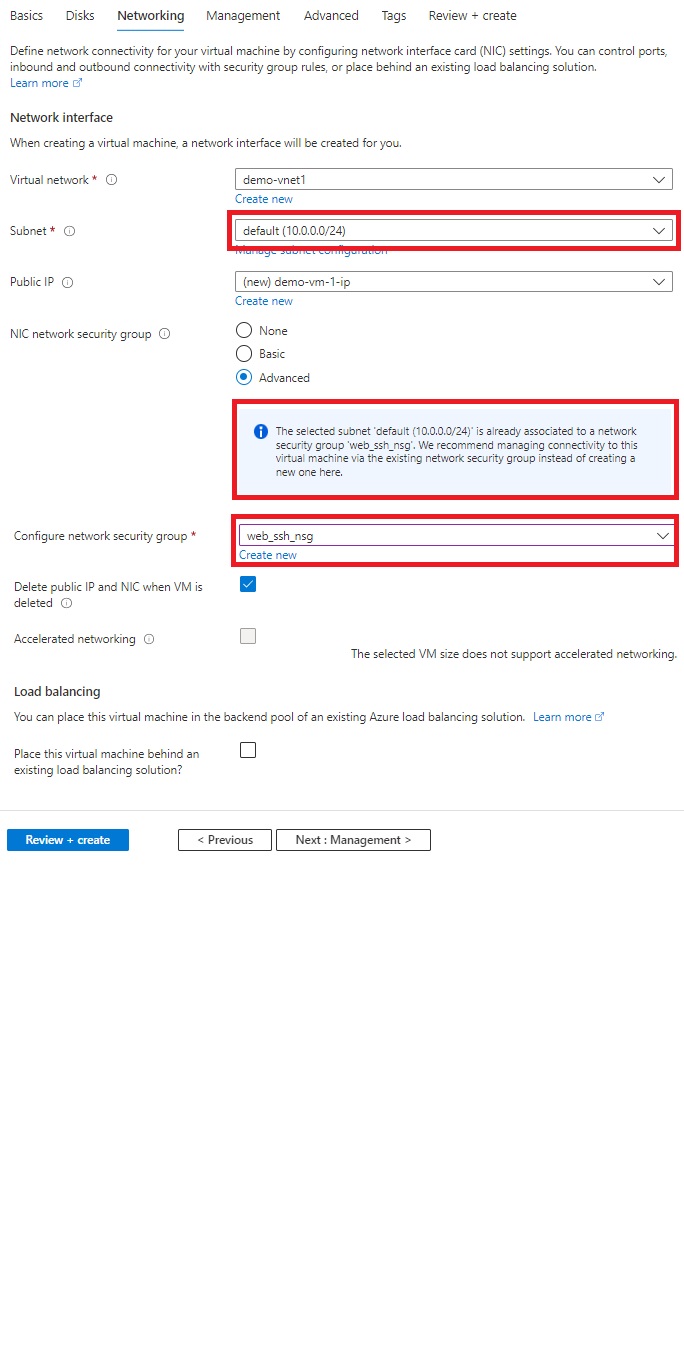 Basics Disks Networking Management Advanced Tags Review + create
Define network connectivity for your virtual machine by configuring network interface card (NIC) settings. You can control ports,
inbound and outbound connectivity with security group rules, or place behind an existing load balancing solution.
Learn more
Network interface
When creating a virtual machine, a network interface will be created for you.
Virtual network *
demo-vnet1
Create new
Subnet *
default (10.0.0.0/24)
Manage subnet configuration
Public IP
(new) demo-vm-1-ip
Create new
NIC network security group
None
Basic
Advanced
The selected subnet 'default (10.0.0.0/24)' is already associated to a network
security group 'web_ssh_nsg'. We recommend managing connectivity to this
virtual machine via the existing network security group instead of creating a
new one here.
Configure network security group *
web_ssh_nsg
Create new
Delete public IP and NIC when VM is
deleted
Accelerated networking
The selected VM size does not support accelerated networking.
Load balancing
You can place this virtual machine in the backend pool of an existing Azure load balancing solution. Learn more
Place this virtual machine behind an
existing load balancing solution?
Review + create
< Previous
Next : Management >